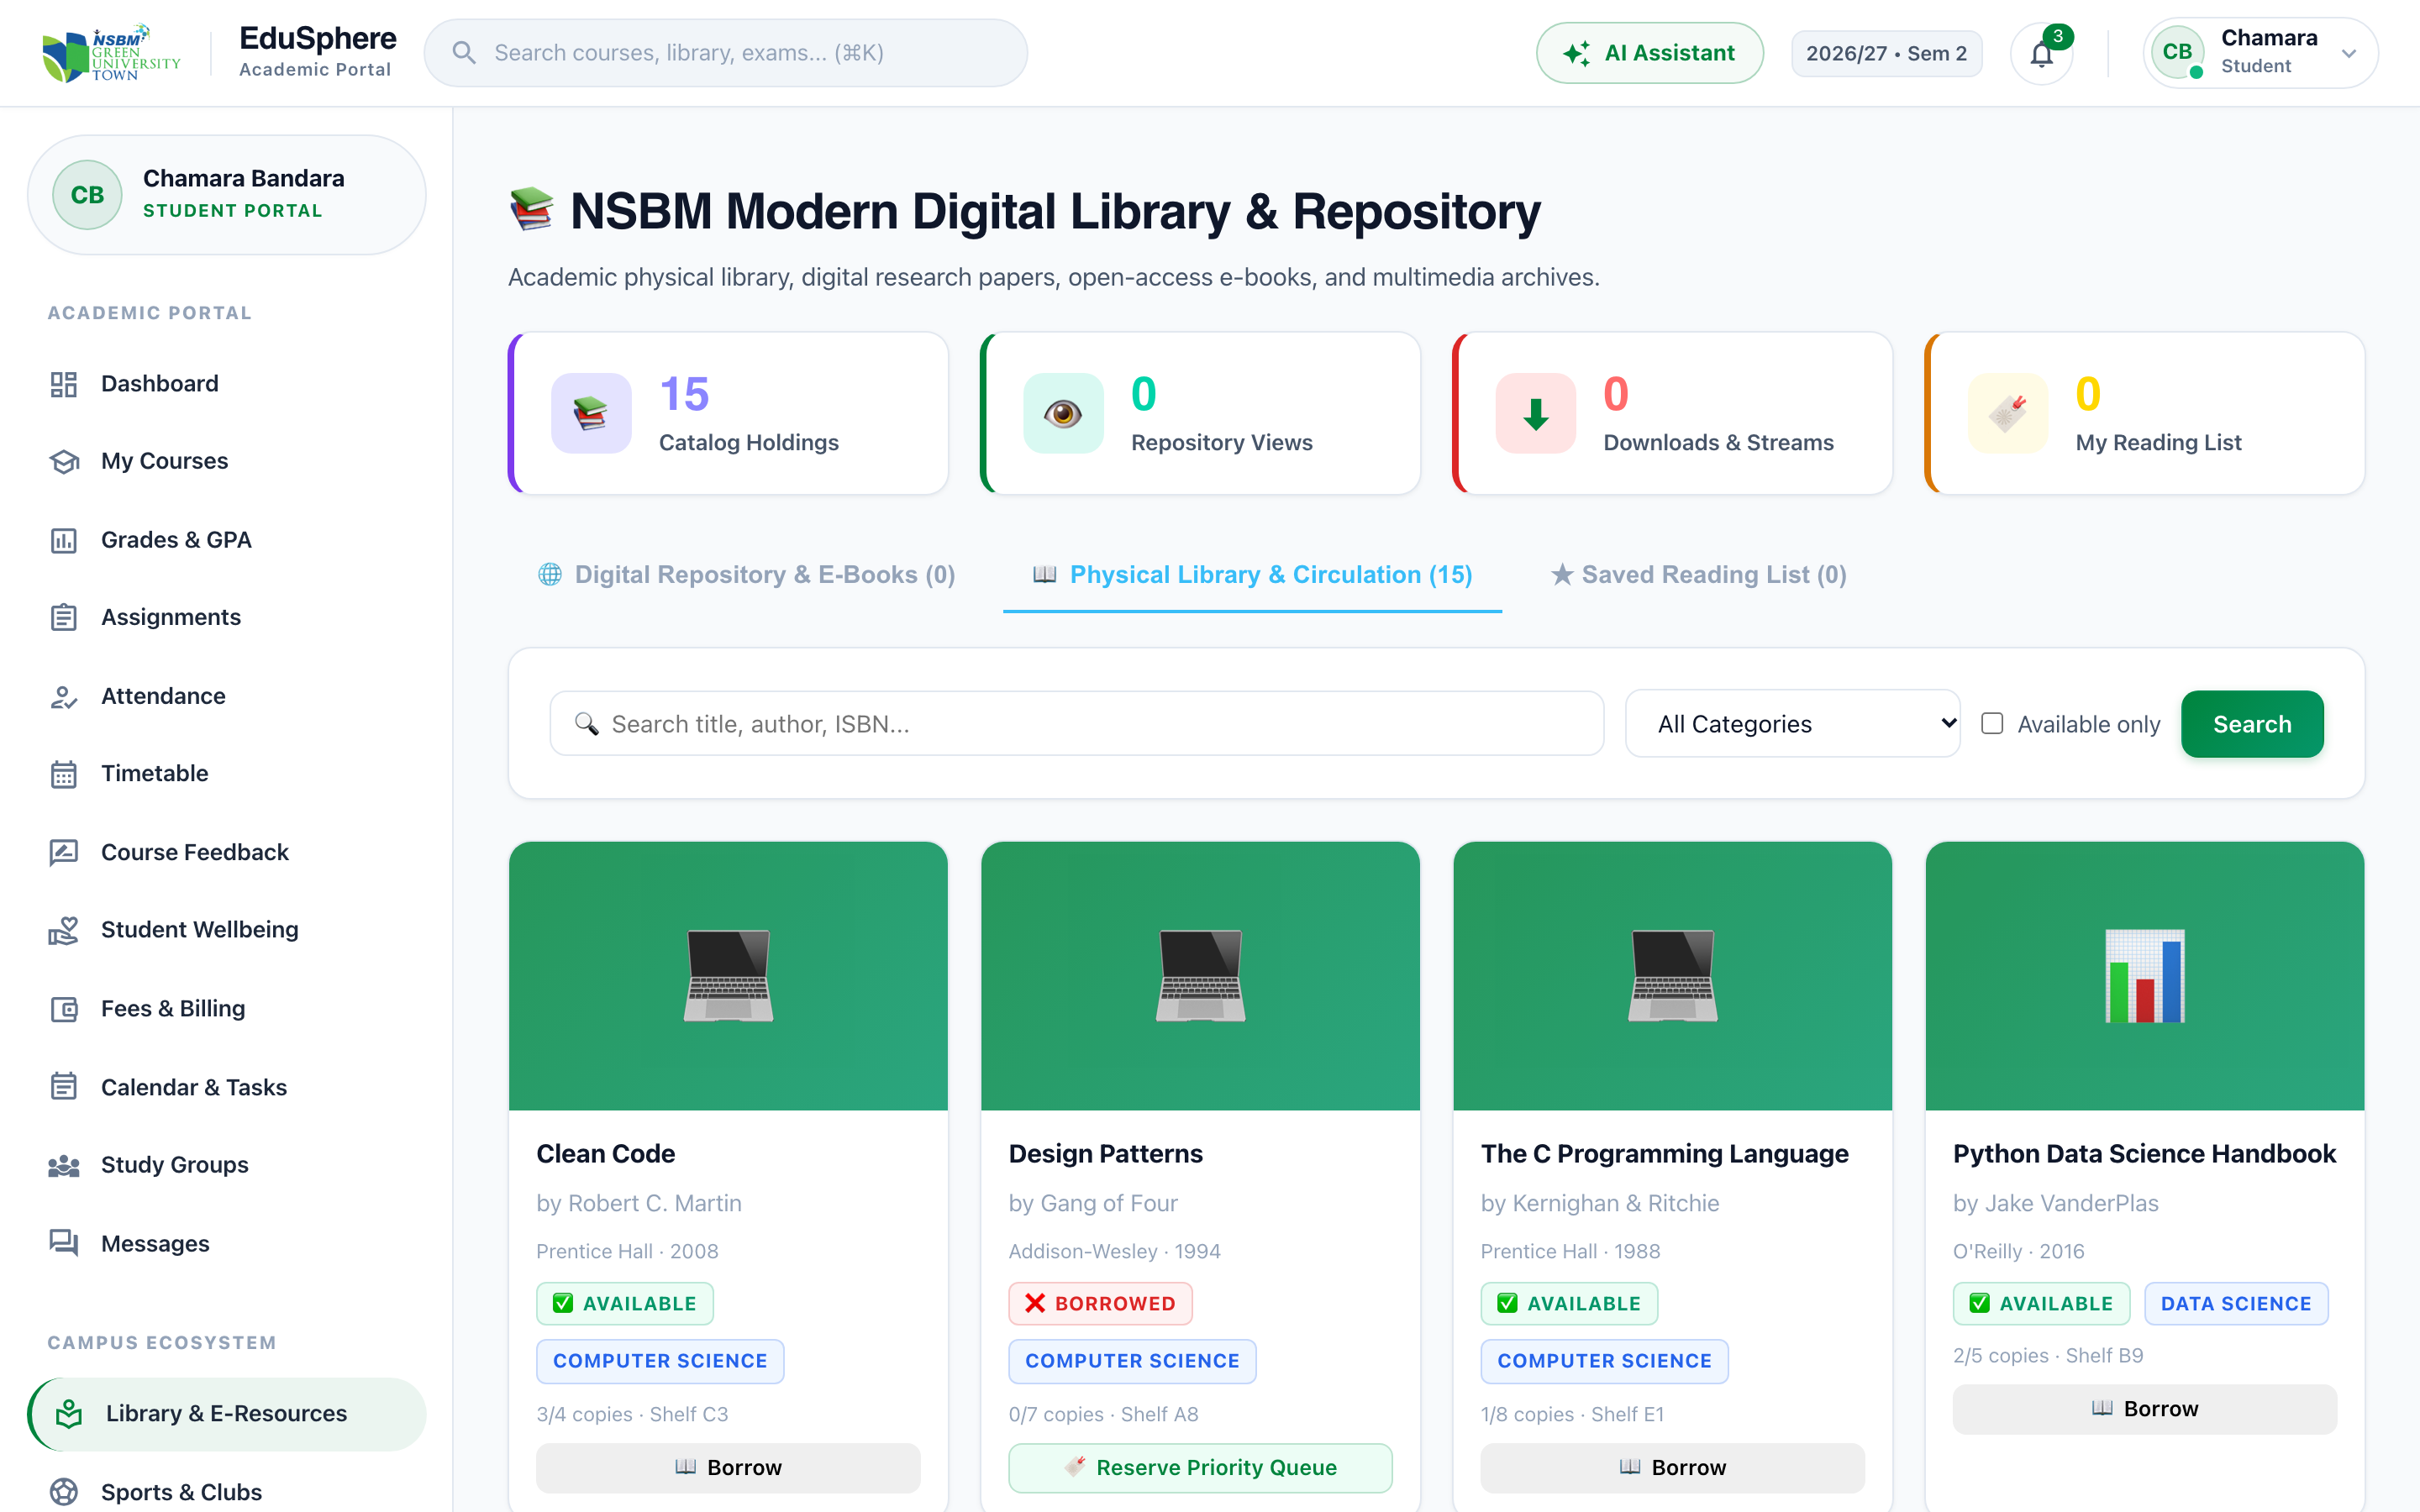 NSBM
GREEN
UNIVERSITY
TOWN
EduSphere
Academic Portal
Search courses, library, exams... (⌘K)
AI Assistant
2026/27 • Sem 2
3
CB
Chamara
Student
CB
Chamara Bandara
STUDENT PORTAL
ACADEMIC PORTAL
Dashboard
My Courses
Grades & GPA
Assignments
Attendance
Timetable
Course Feedback
Student Wellbeing
Fees & Billing
Calendar & Tasks
Study Groups
Messages
CAMPUS ECOSYSTEM
Library & E-Resources
Sports & Clubs
NSBM Modern Digital Library & Repository
Academic physical library, digital research papers, open-access e-books, and multimedia archives.
15
Catalog Holdings
0
Repository Views
0
Downloads & Streams
0
My Reading List
Digital Repository & E-Books (0)
Physical Library & Circulation (15)
★ Saved Reading List (0)
Search title, author, ISBN...
All Categories
Available only
Search
Clean Code
by Robert C. Martin
Prentice Hall · 2008
AVAILABLE
COMPUTER SCIENCE
3/4 copies · Shelf C3
Borrow
Design Patterns
by Gang of Four
Addison-Wesley · 1994
BORROWED
COMPUTER SCIENCE
0/7 copies · Shelf A8
Reserve Priority Queue
The C Programming Language
by Kernighan & Ritchie
Prentice Hall · 1988
AVAILABLE
COMPUTER SCIENCE
1/8 copies · Shelf E1
Borrow
Python Data Science Handbook
by Jake VanderPlas
O'Reilly · 2016
AVAILABLE
DATA SCIENCE
2/5 copies · Shelf B9
Borrow